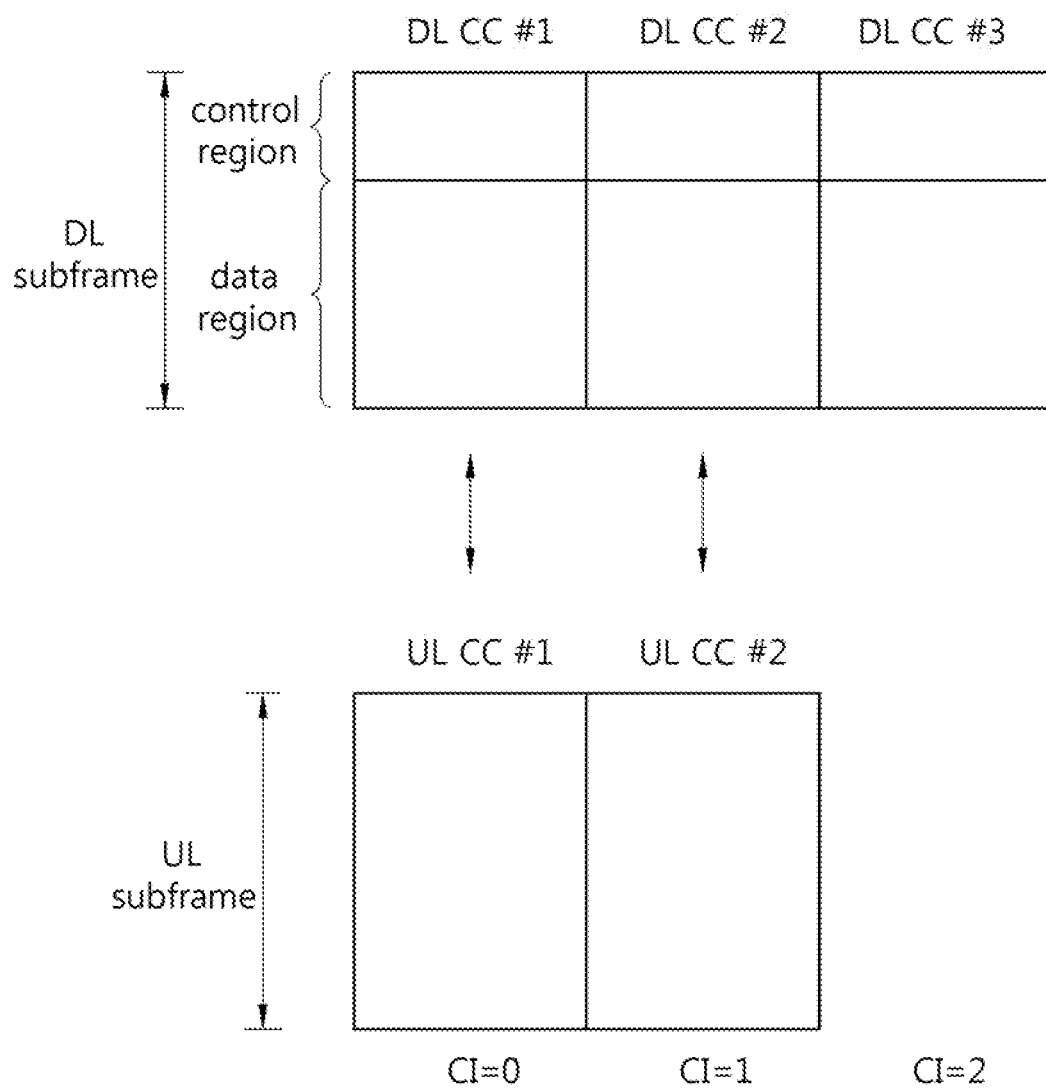 DL CC #1
DL CC #2
DL CC #3
control
region
DL
subframe
data
region
UL CC #1
UL CC #2
UL
subframe
CI=0
CI=1
CI=2